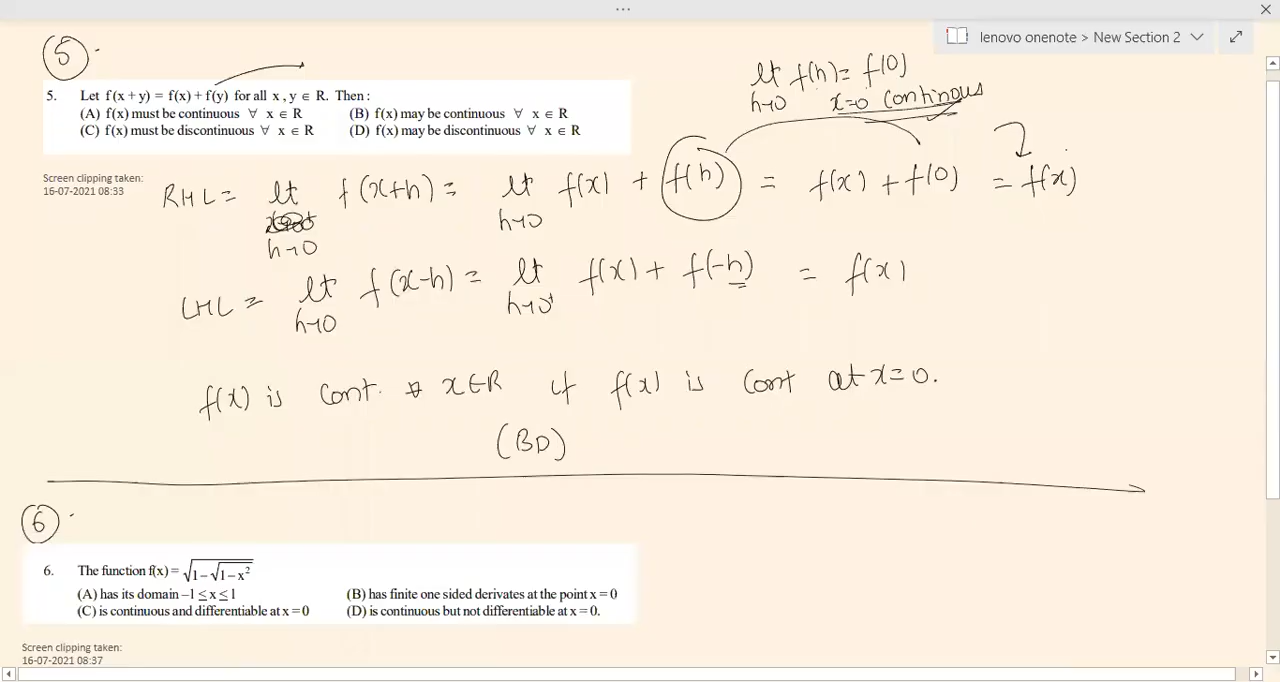 lenovo onenote > New Section 2
5
5. Let f(x + y) = f(x) + f(y) for all x, y ∈ R. Then :
(A) f(x) must be continuous ∀ x ∈ R (B) f(x) may be continuous ∀ x ∈ R
(C) f(x) must be discontinuous ∀ x ∈ R (D) f(x) may be discontinuous ∀ x ∈ R
lt h→0 f(h) = f(0)
x=0 continous
Screen clipping taken:
16-07-2021 08:33
RHL = lt h→0 f(x+h) = lt h→0 f(x) + f(h) = f(x) + f(0) = f(x)
LHL = lt h→0 f(x-h) = lt h→0⁺ f(x) + f(-h) = f(x)
f(x) is cont. ∀ x∈R if f(x) is cont at x=0.
(BD)
6
6. The function f(x) = √(1−√(1−x²))
(A) has its domain –1 ≤ x ≤ 1 (B) has finite one sided derivates at the point x = 0
(C) is continuous and differentiable at x = 0 (D) is continuous but not differentiable at x = 0.
Screen clipping taken:
16-07-2021 08:37